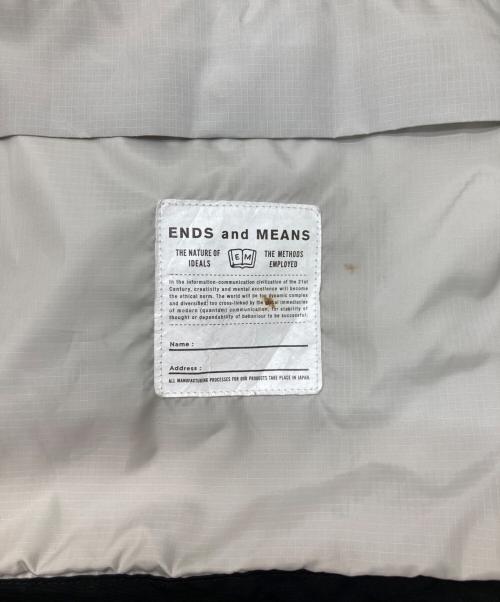 ENDS and MEANS
THE NATURE OF IDEALS
E M
THE METHODS EMPLOYED
In the information-communication civilization of the 21st
Century, creativity and mental excellence will become
the ethical norm. The world will be too dynamic complex
and diversified, too cross-linked by the immediacies
of modern (quantum) communication, for stability of
thought or dependability of behaviour to be successful.
Name :
Address :
ALL MANUFACTURING PROCESSES FOR OUR PRODUCTS TAKE PLACE IN JAPAN.